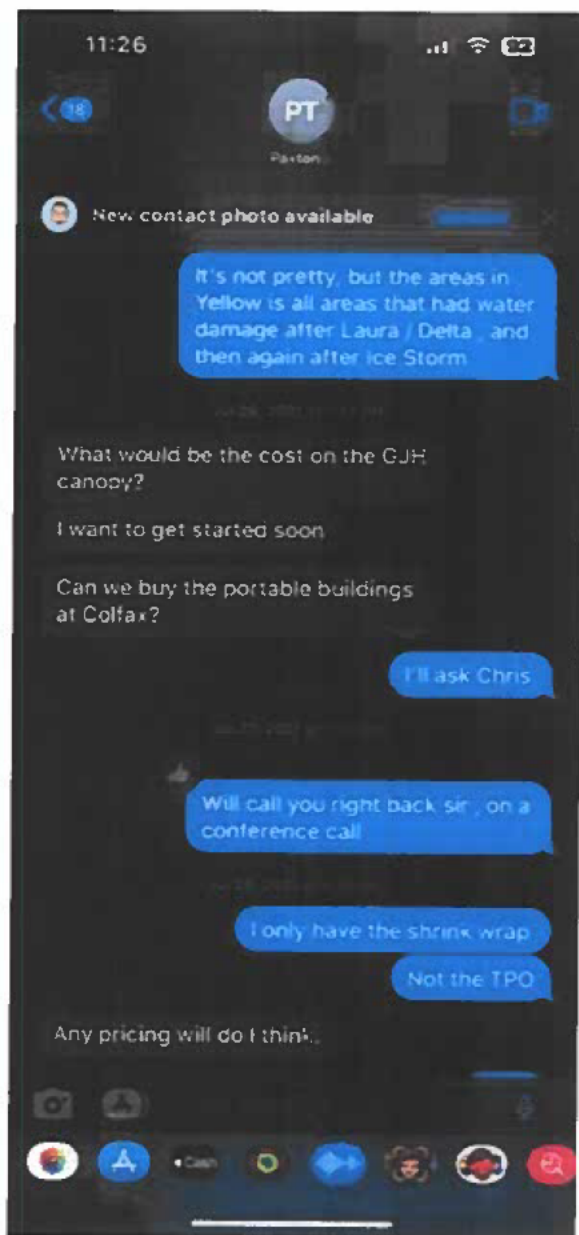 11:26
92
18
PT
Paxton
New contact photo available
It's not pretty, but the areas in
Yellow is all areas that had water
damage after Laura / Delta , and
then again after Ice Storm
What would be the cost on the GJH
canopy?
I want to get started soon
Can we buy the portable buildings
at Colfax?
I'll ask Chris
Will call you right back sir , on a
conference call
I only have the shrink wrap
Not the TPO
Any pricing will do I think.
Cash